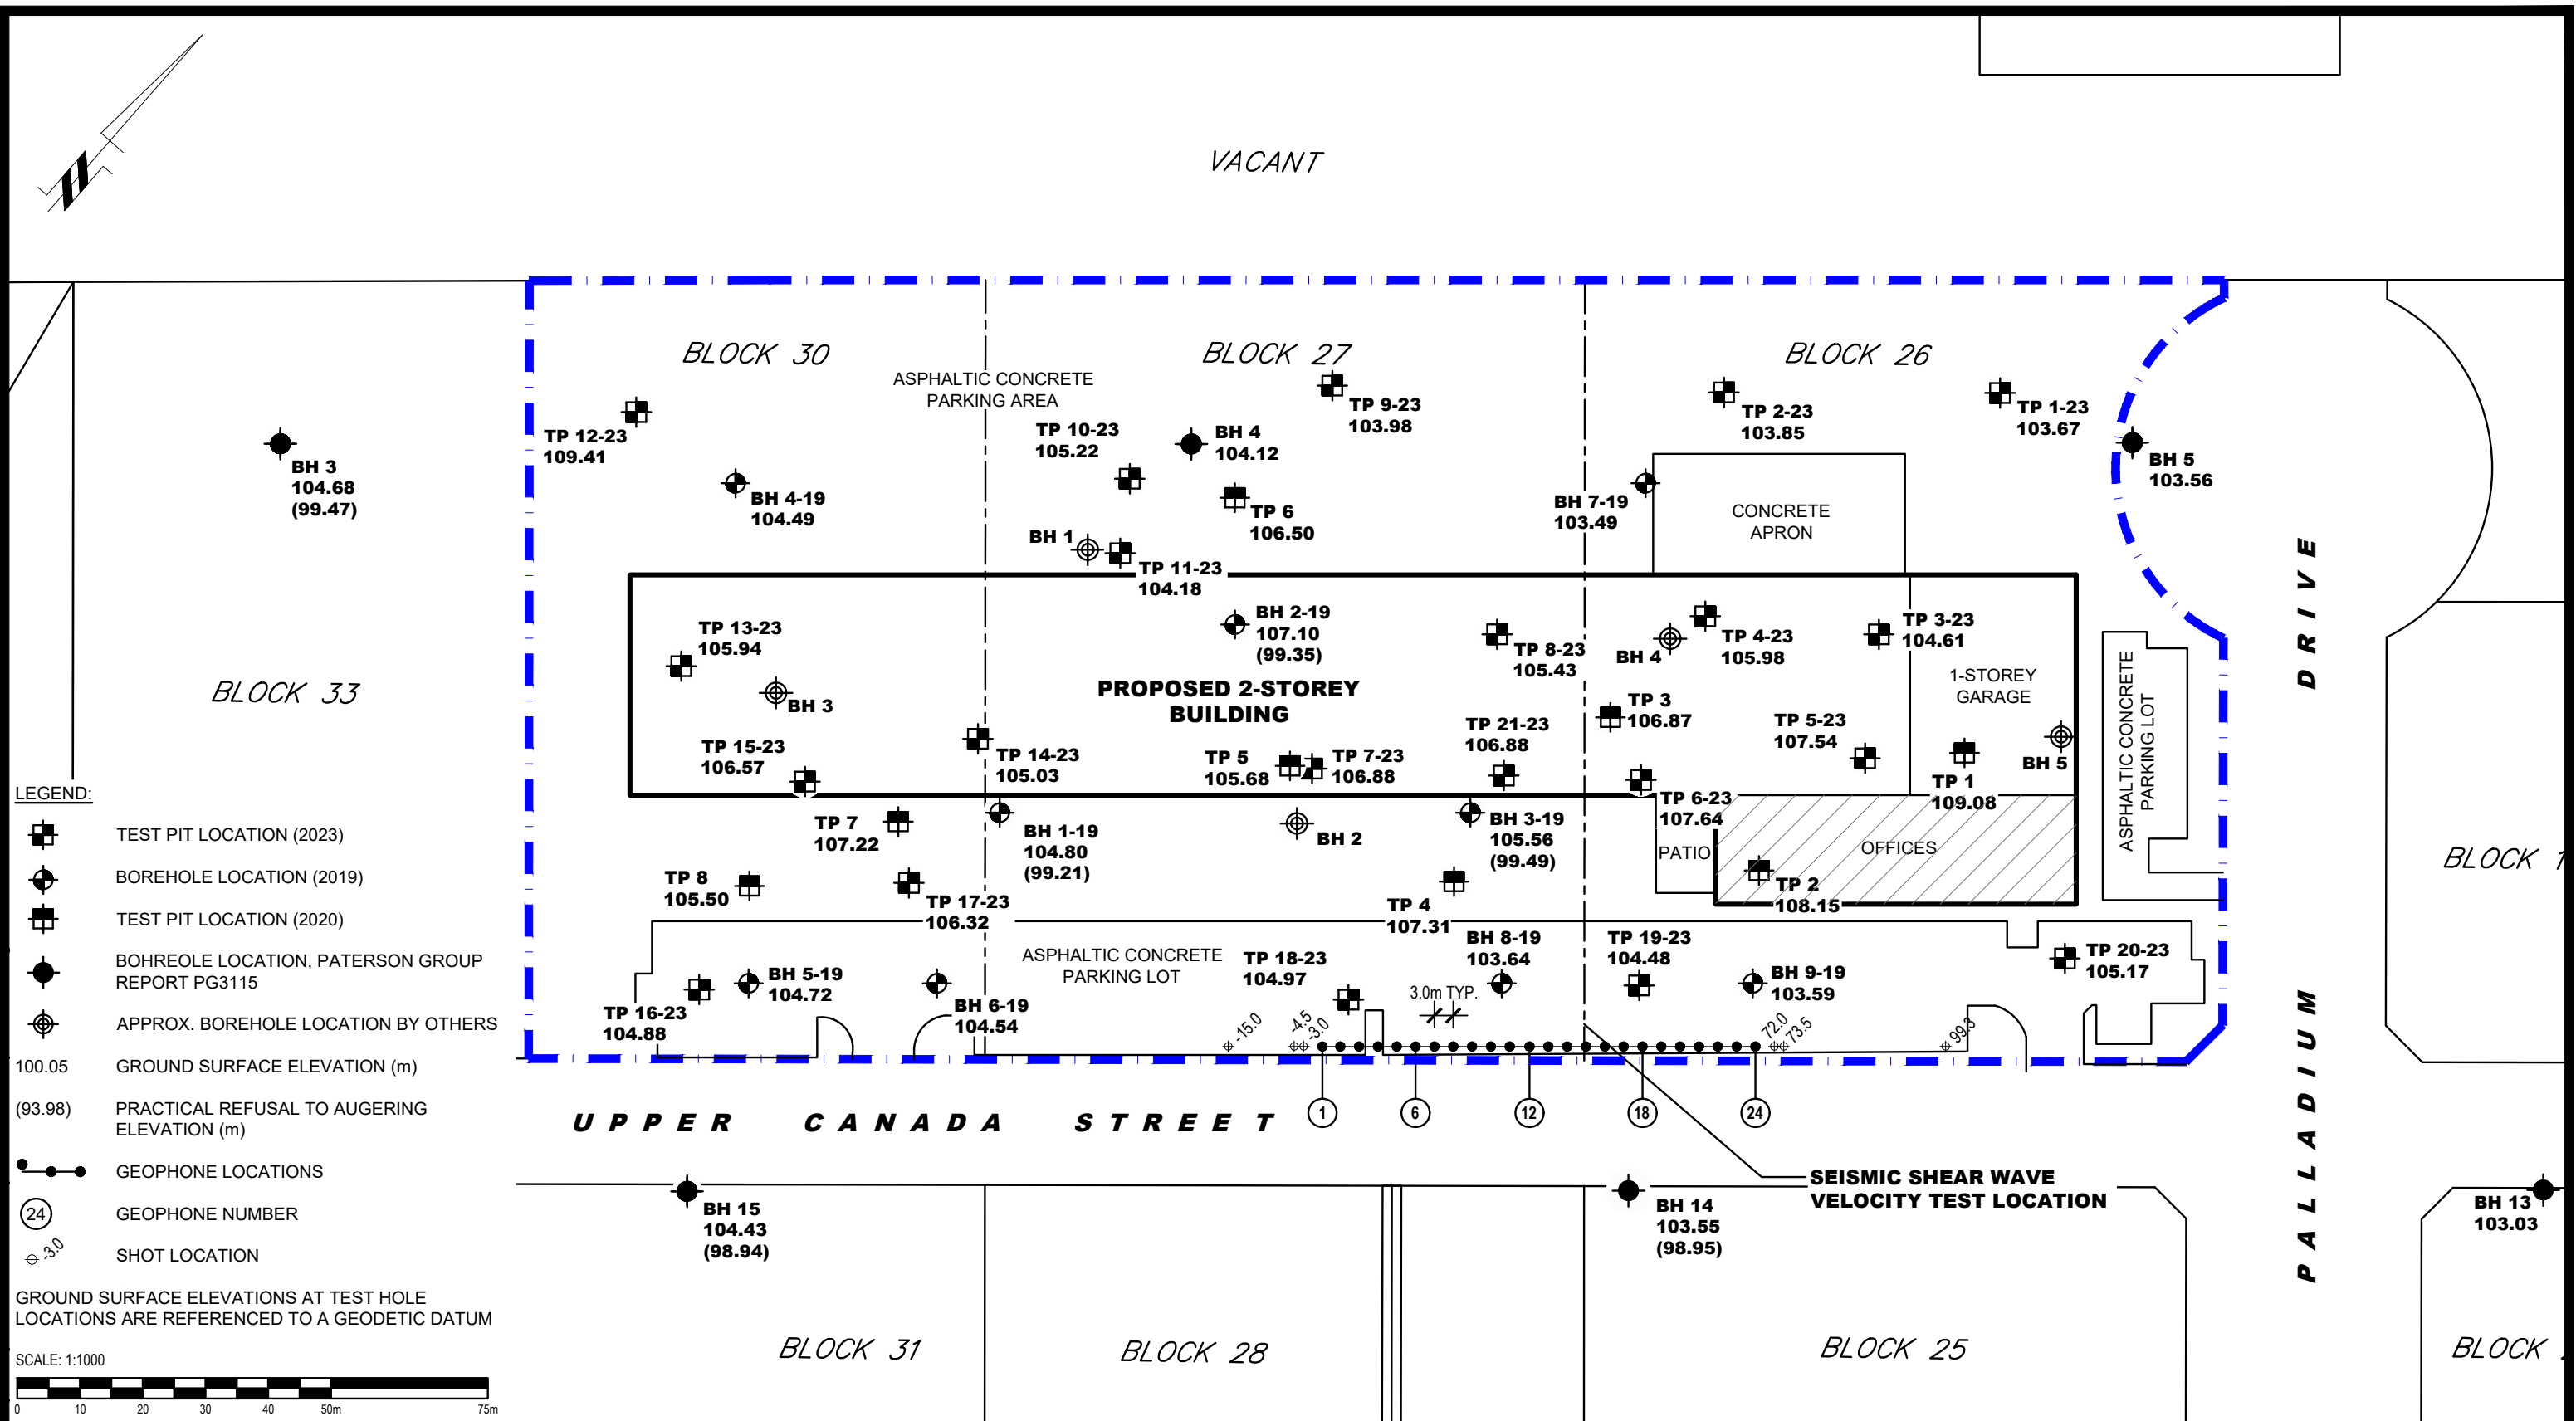 VACANT
BLOCK 30
BLOCK 27
BLOCK 26
ASPHALTIC CONCRETE
PARKING AREA
TP 9-23
103.98
TP 2-23
103.85
TP 1-23
103.67
TP 12-23
109.41
TP 10-23
105.22
BH 4
104.12
BH 5
103.56
BH 3
104.68
(99.47)
BH 4-19
104.49
TP 6
106.50
BH 7-19
103.49
CONCRETE
APRON
BH 1
TP 11-23
104.18
BH 2-19
107.10
(99.35)
TP 13-23
105.94
TP 8-23
105.43
BH 4
TP 4-23
105.98
TP 3-23
104.61
BLOCK 33
BH 3
PROPOSED 2-STOREY
BUILDING
TP 3
106.87
1-STOREY
GARAGE
ASPHALTIC CONCRETE
PARKING LOT
TP 15-23
106.57
TP 14-23
105.03
TP 5
105.68
TP 7-23
106.88
TP 21-23
106.88
TP 5-23
107.54
TP 1
109.08
BH 5
TP 6-23
107.64
TP 7
107.22
BH 1-19
104.80
(99.21)
BH 2
BH 3-19
105.56
(99.49)
PATIO
OFFICES
TP 2
108.15
TP 8
105.50
TP 17-23
106.32
TP 4
107.31
ASPHALTIC CONCRETE
PARKING LOT
TP 18-23
104.97
BH 8-19
103.64
TP 19-23
104.48
BH 9-19
103.59
TP 20-23
105.17
TP 16-23
104.88
BH 5-19
104.72
BH 6-19
104.54
3.0m TYP.
-15.0
-4.5
-3.0
72.0
73.5
99.3
1
6
12
18
24
UPPER CANADA STREET
PALLADIUM DRIVE
SEISMIC SHEAR WAVE
VELOCITY TEST LOCATION
BH 15
104.43
(98.94)
BH 14
103.55
(98.95)
BH 13
103.03
BLOCK 31
BLOCK 28
BLOCK 25
BLOCK 1
BLOCK
LEGEND:
TEST PIT LOCATION (2023)
BOREHOLE LOCATION (2019)
TEST PIT LOCATION (2020)
BOHREOLE LOCATION, PATERSON GROUP
REPORT PG3115
APPROX. BOREHOLE LOCATION BY OTHERS
100.05 GROUND SURFACE ELEVATION (m)
(93.98) PRACTICAL REFUSAL TO AUGERING
ELEVATION (m)
GEOPHONE LOCATIONS
24 GEOPHONE NUMBER
-3.0 SHOT LOCATION
GROUND SURFACE ELEVATIONS AT TEST HOLE
LOCATIONS ARE REFERENCED TO A GEODETIC DATUM
SCALE: 1:1000
0 10 20 30 40 50m 75m